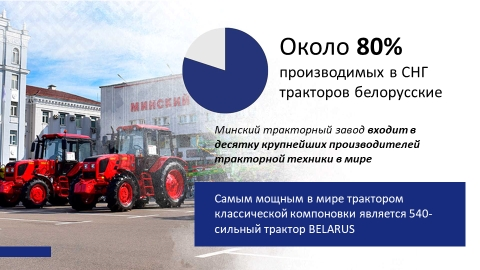 МИНСКИЙ
Около 80%
производимых в СНГ
тракторов белорусские
Минский тракторный завод входит в
десятку крупнейших производителей
тракторной техники в мире
Самым мощным в мире трактором
классической компоновки является 540-
сильный трактор BELARUS